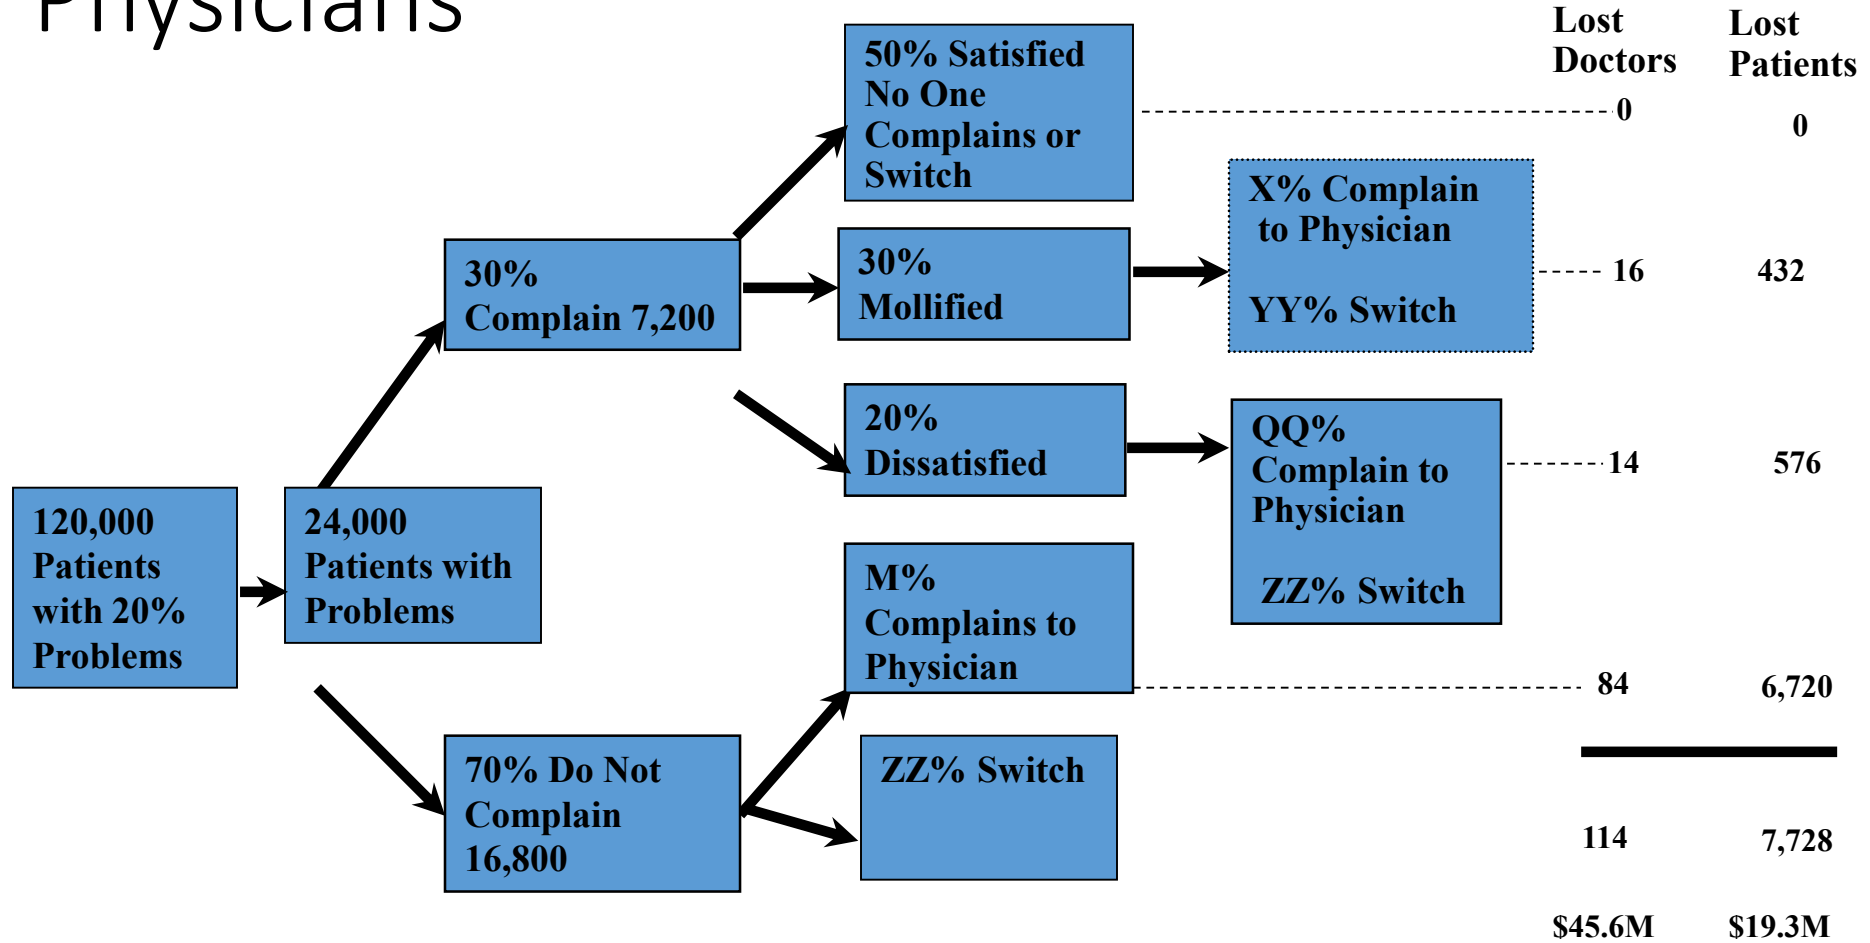 Physicians
Lost
Doctors
Lost
Patients
50% Satisfied
No One
Complains or
Switch
0
0
X% Complain
to Physician
YY% Switch
30%
Complain 7,200
30%
Mollified
16
432
20%
Dissatisfied
QQ%
Complain to
Physician
ZZ% Switch
14
576
120,000
Patients
with 20%
Problems
24,000
Patients with
Problems
M%
Complains to
Physician
84
6,720
70% Do Not
Complain
16,800
ZZ% Switch
114
7,728
$45.6M
$19.3M